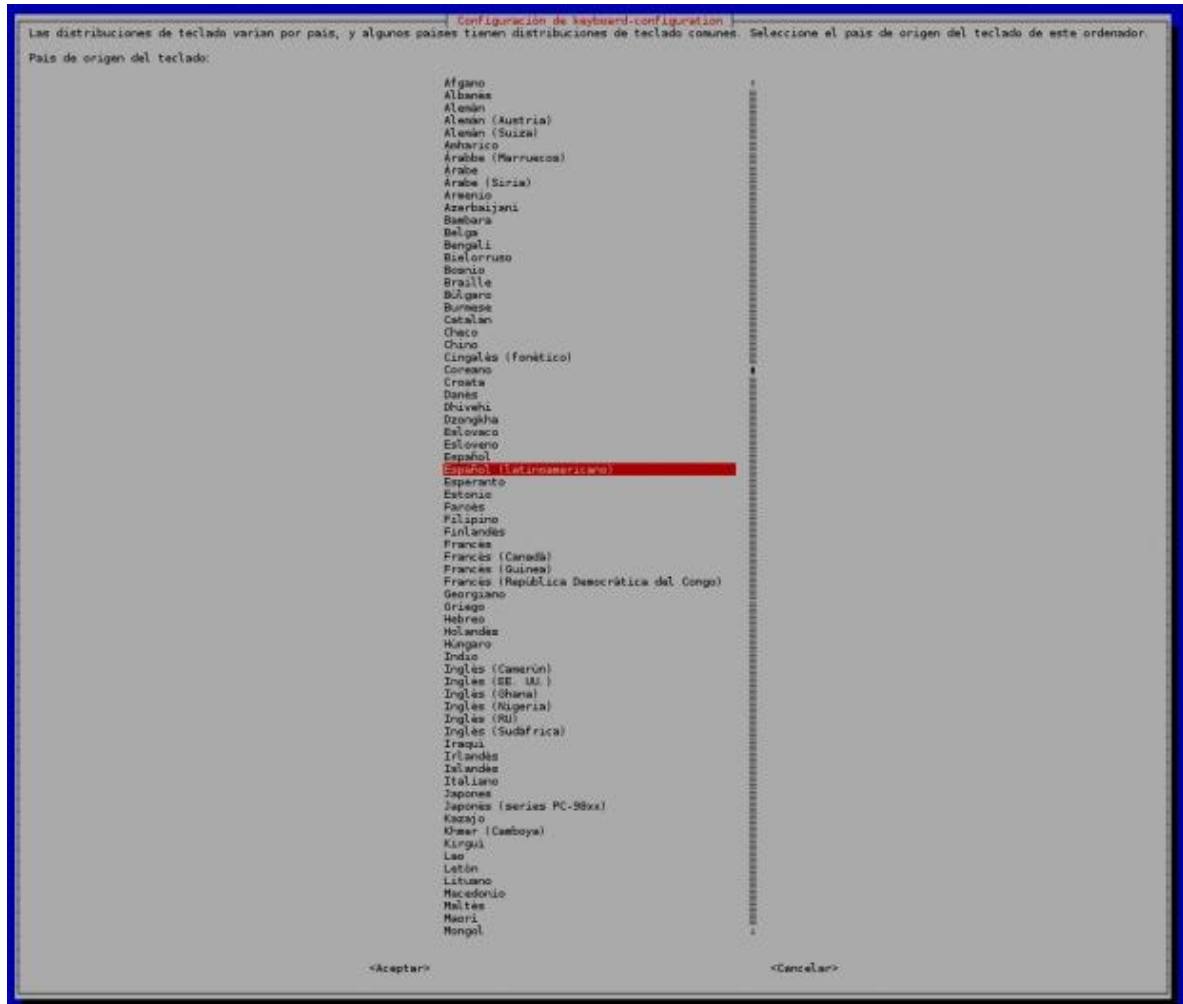 Configuración de keyboard-configuration
Las distribuciones de teclado varían por país, y algunos países tienen distribuciones de teclado comunes. Seleccione el país de origen del teclado de este ordenador.
País de origen del teclado:
Afgano
Albanés
Alemán
Alemán (Austria)
Alemán (Suiza)
Amharico
Árabbe (Marruecos)
Árabe
Árabe (Siria)
Armenio
Azerbaijani
Bambara
Belga
Bengalí
Bielorruso
Bosnio
Braille
Búlgaro
Burmese
Catalán
Checo
Chino
Cingalés (fonético)
Coreano
Croata
Danés
Dhivehi
Dzongkha
Eslovaco
Esloveno
Español
Español (latinoamericano)
Esperanto
Estonio
Faroés
Filipino
Finlandés
Francés
Francés (Canadá)
Francés (Guinea)
Francés (República Democrática del Congo)
Georgiano
Griego
Hebreo
Holandés
Húngaro
Indio
Inglés (Camerún)
Inglés (EE. UU.)
Inglés (Ghana)
Inglés (Nigeria)
Inglés (RU)
Inglés (Sudáfrica)
Iraquí
Irlandés
Islandés
Italiano
Japones
Japonés (series PC-98xx)
Kazajo
Khmer (Camboya)
Kirguí
Lao
Letón
Lituano
Macedonio
Maltés
Maorí
Mongol
<Aceptar>
<Cancelar>